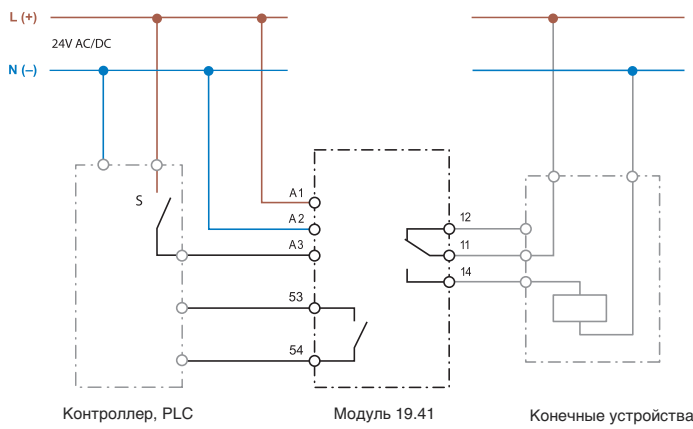 L (+)
24V AC/DC
N (–)
S
A1
A2
A3
53
54
12
11
14
Контроллер, PLC
Модуль 19.41
Конечные устройства